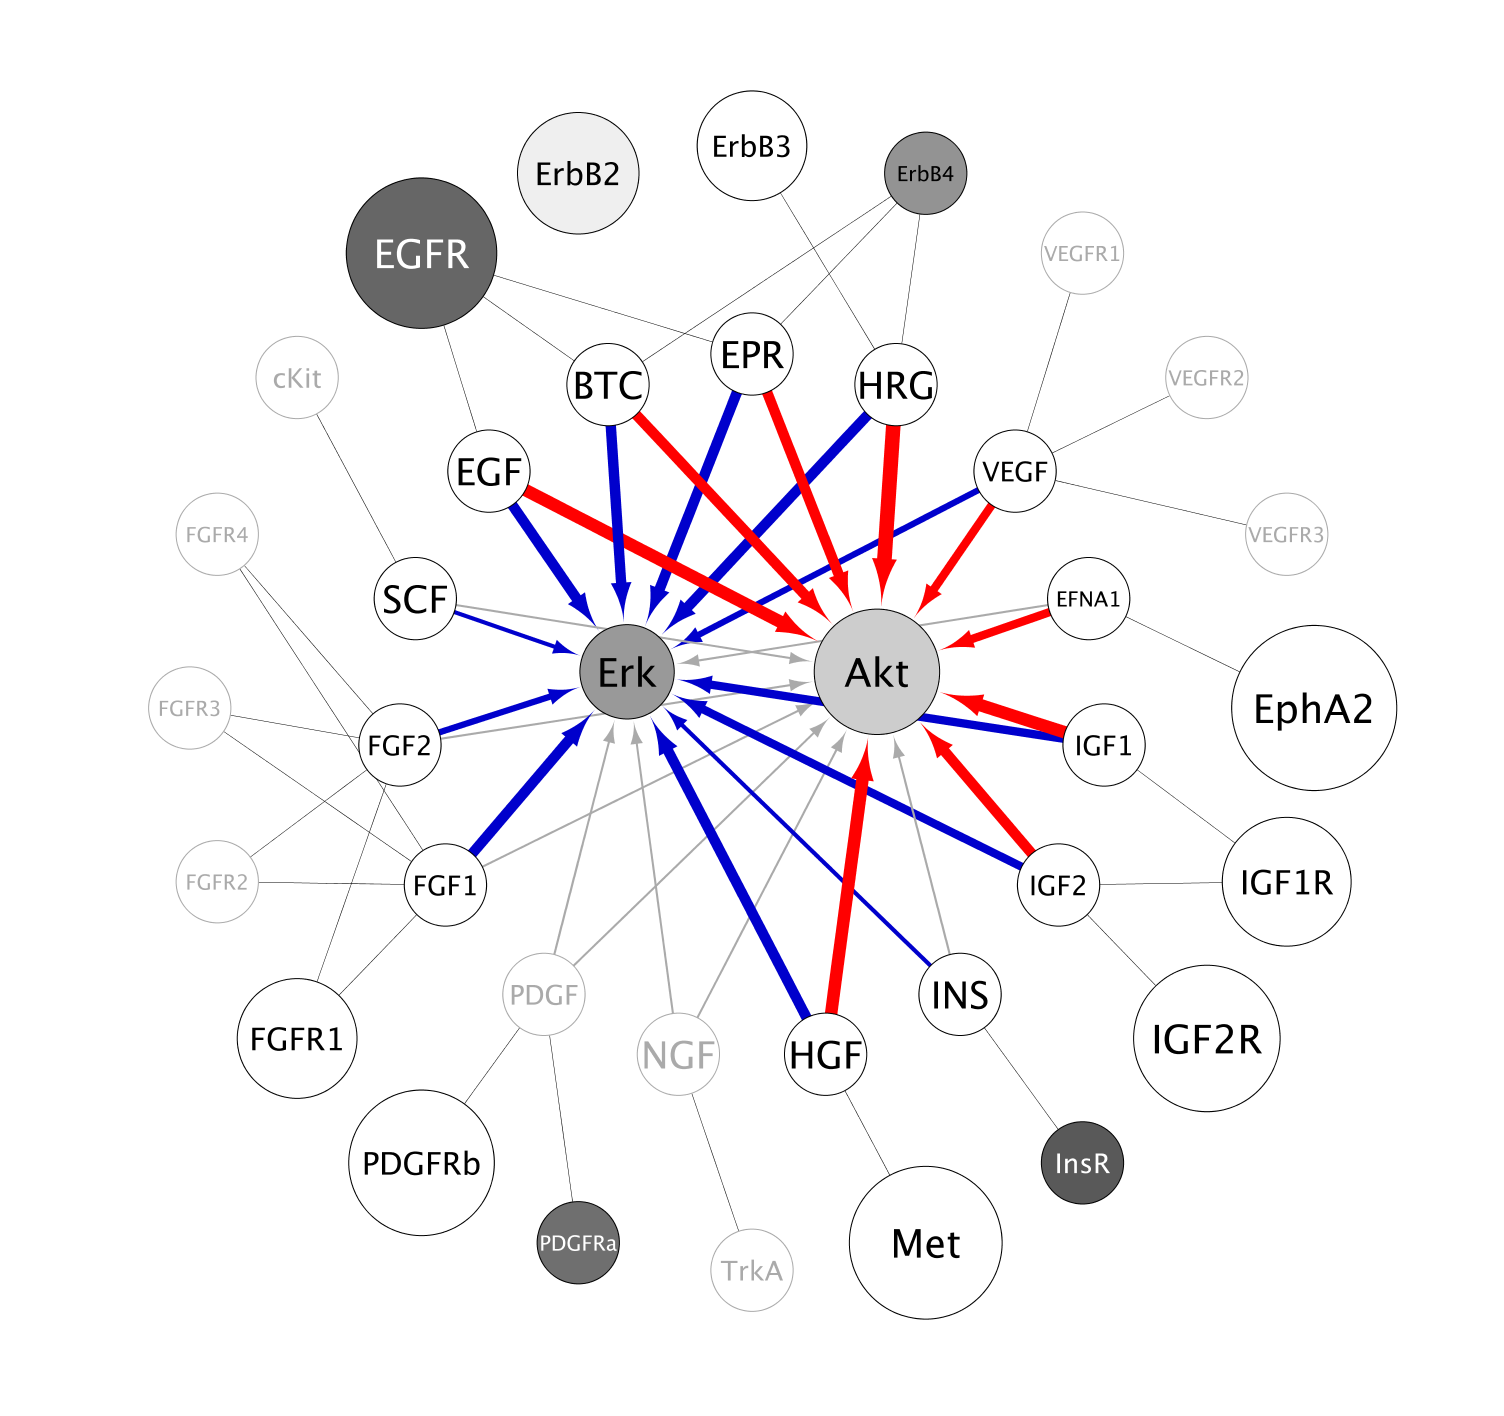 ErbB3
ErbB2
ErbB4
EGFR
VEGFR1
EPR
cKit
BTC
HRG
VEGFR2
EGF
VEGF
FGFR4
VEGFR3
SCF
EFNA1
Erk
Akt
FGFR3
EphA2
FGF2
IGF1
FGFR2
FGF1
IGF2
IGF1R
PDGF
INS
FGFR1
NGF
HGF
IGF2R
PDGFRb
InsR
PDGFRa
Met
TrkA